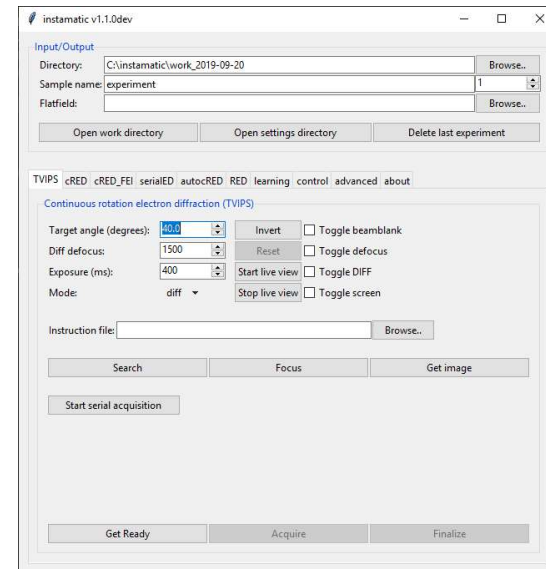 instamatic v1.1.0dev
Input/Output
Directory: C:\instamatic\work_2019-09-20 Browse..
Sample name: experiment 1
Flatfield: Browse..
Open work directory Open settings directory Delete last experiment
TVIPS cRED cRED_FEI serialED autocRED RED learning control advanced about
Continuous rotation electron diffraction (TVIPS)
Target angle (degrees): 40.0 Invert Toggle beamblank
Diff defocus: 1500 Reset Toggle defocus
Exposure (ms): 400 Start live view Toggle DIFF
Mode: diff Stop live view Toggle screen
Instruction file: Browse..
Search Focus Get image
Start serial acquisition
Get Ready Acquire Finalize